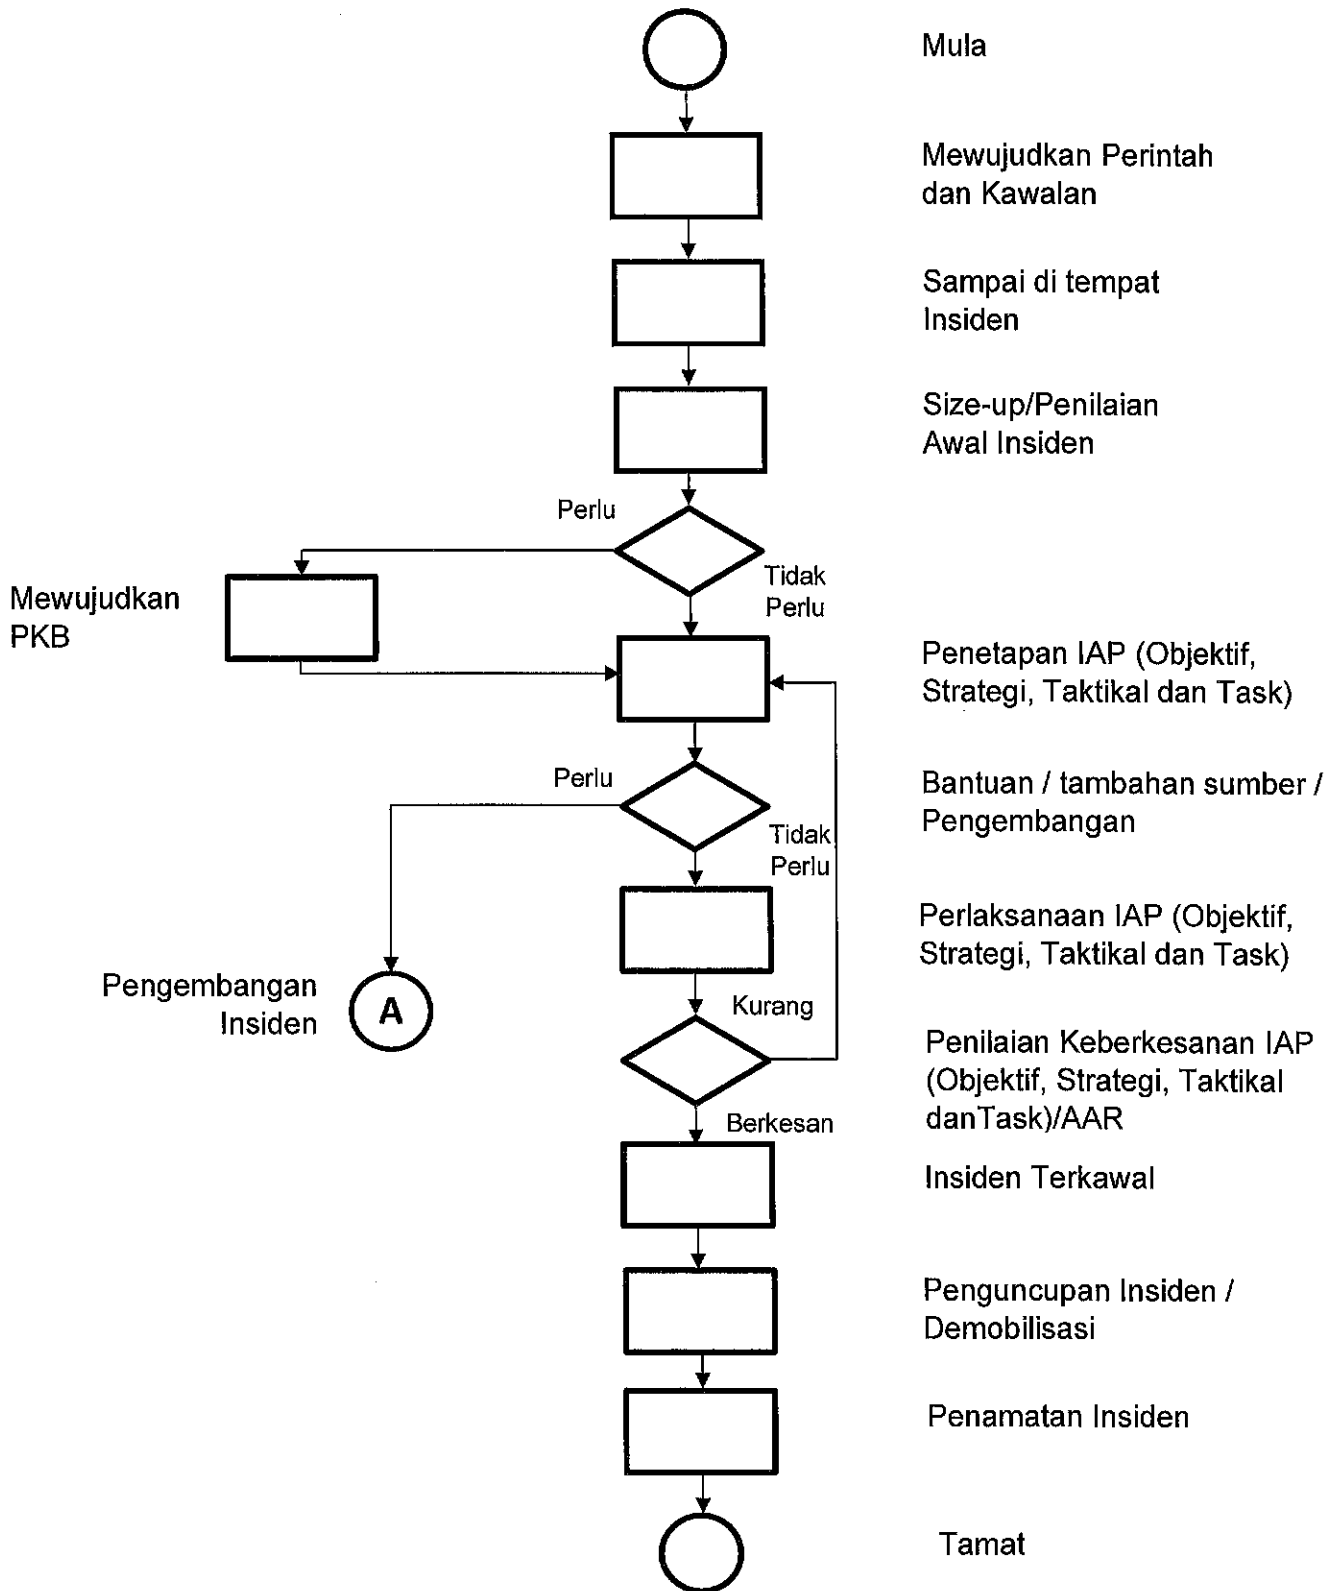 Mula
Mewujudkan Perintah
dan Kawalan
Sampai di tempat
Insiden
Size-up/Penilaian
Awal Insiden
Perlu
Tidak
Perlu
Mewujudkan
PKB
Penetapan IAP (Objektif,
Strategi, Taktikal dan Task)
Perlu
Bantuan / tambahan sumber /
Pengembangan
Tidak
Perlu
Perlaksanaan IAP (Objektif,
Strategi, Taktikal dan Task)
Pengembangan
Insiden
A
Kurang
Penilaian Keberkesanan IAP
(Objektif, Strategi, Taktikal
danTask)/AAR
Berkesan
Insiden Terkawal
Penguncupan Insiden /
Demobilisasi
Penamatan Insiden
Tamat